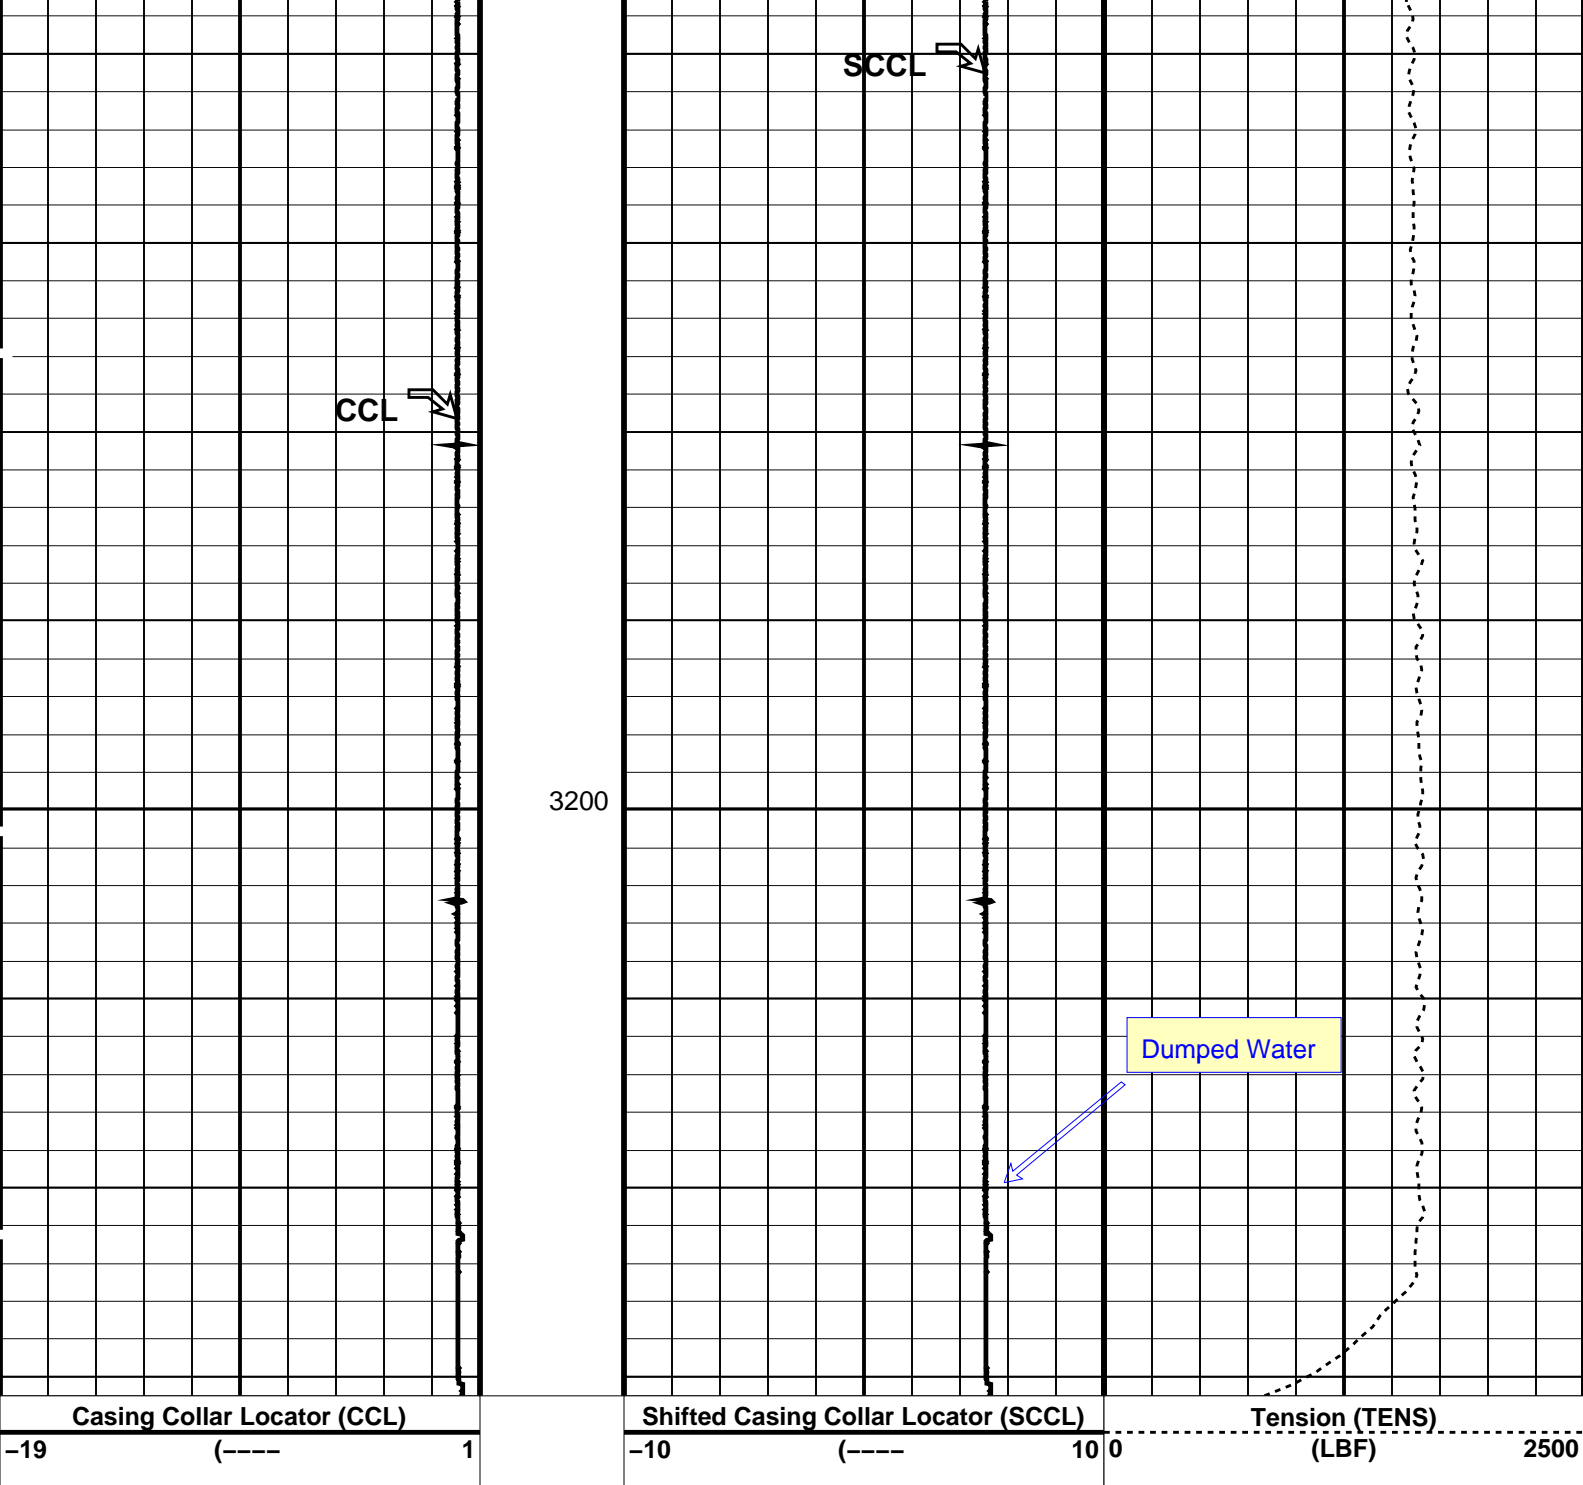 SCCL
CCL
3200
Dumped Water
Casing Collar Locator (CCL)
−19 (−−−− 1
Shifted Casing Collar Locator (SCCL)
−10 (−−−− 10
Tension (TENS)
0 (LBF) 2500